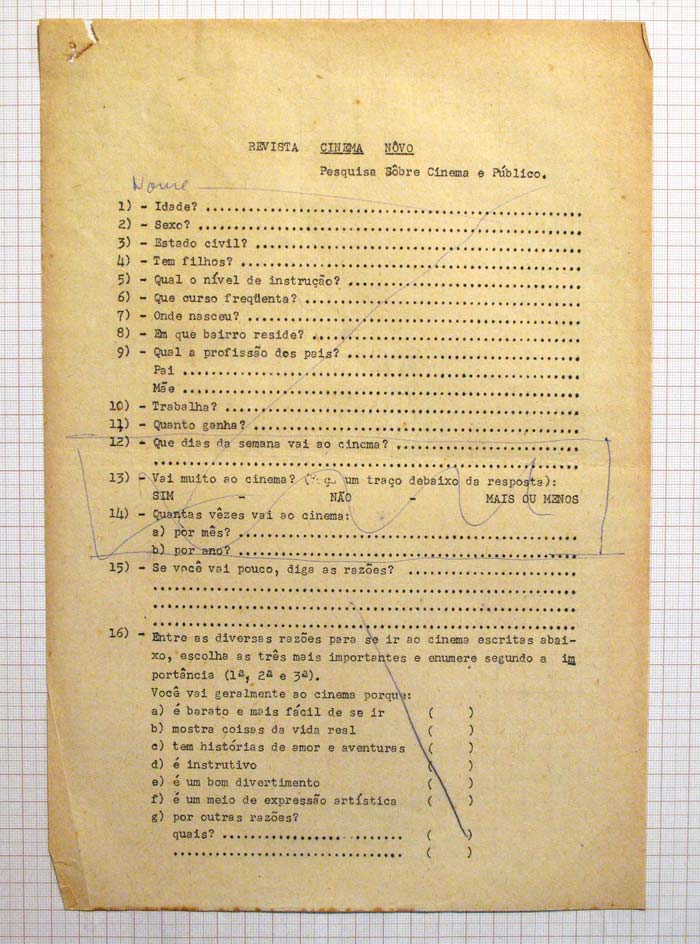 REVISTA CINEMA NÔVO
Pesquisa Sôbre Cinema e Público.
Nome
1) - Idade? ..........................................................
2) - Sexo? ..........................................................
3) - Estado civil? ..................................................
4) - Tem filhos? ....................................................
5) - Qual o nível de instrução? .....................................
6) - Que curso freqüenta? ...........................................
7) - Onde nasceu? ...................................................
8) - Em que bairro reside? ..........................................
9) - Qual a profissão dos pais? .....................................
Pai ..........................................................
Mãe ..........................................................
10) - Trabalha? .....................................................
11) - Quanto ganha? .................................................
12) - Que dias da semana vai ao cinema? .............................
..............................................................
13) - Vai muito ao cinema? ( um traço debaixo da resposta):
SIM - NÃO - MAIS OU MENOS
14) - Quantas vêzes vai ao cinema:
a) por mês? ..................................................
b) por ano? ..................................................
15) - Se você vai pouco, diga as razões? ........................
..............................................................
..............................................................
..............................................................
16) - Entre as diversas razões para se ir ao cinema escritas abai-
xo, escolha as três mais importantes e enumere segundo a im
portância (1ª, 2ª e 3ª).
Você vai geralmente ao cinema porque:
a) é barato e mais fácil de se ir ( )
b) mostra coisas da vida real ( )
c) tem histórias de amor e aventuras ( )
d) é instrutivo ( )
e) é um bom divertimento ( )
f) é um meio de expressão artística ( )
g) por outras razões?
quais? ............................... ( )
....................................... ( )